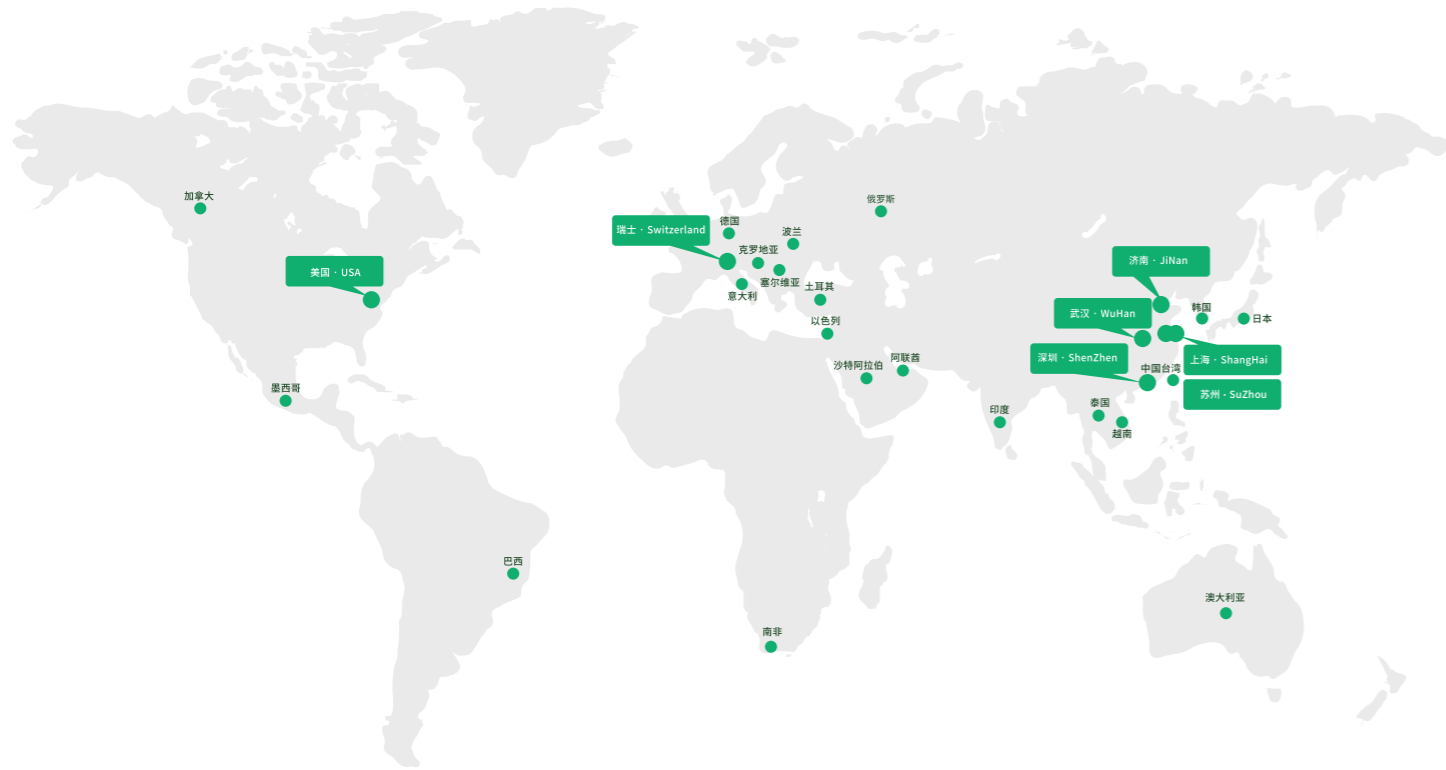 加拿大
俄罗斯
德国
瑞士 · Switzerland
波兰
克罗地亚
济南 · JiNan
美国 · USA
塞尔维亚
土耳其
意大利
韩国
武汉 · WuHan
日本
以色列
深圳 · ShenZhen
阿联酋
上海 · ShangHai
沙特阿拉伯
中国台湾
墨西哥
苏州 · SuZhou
泰国
印度
越南
巴西
澳大利亚
南非